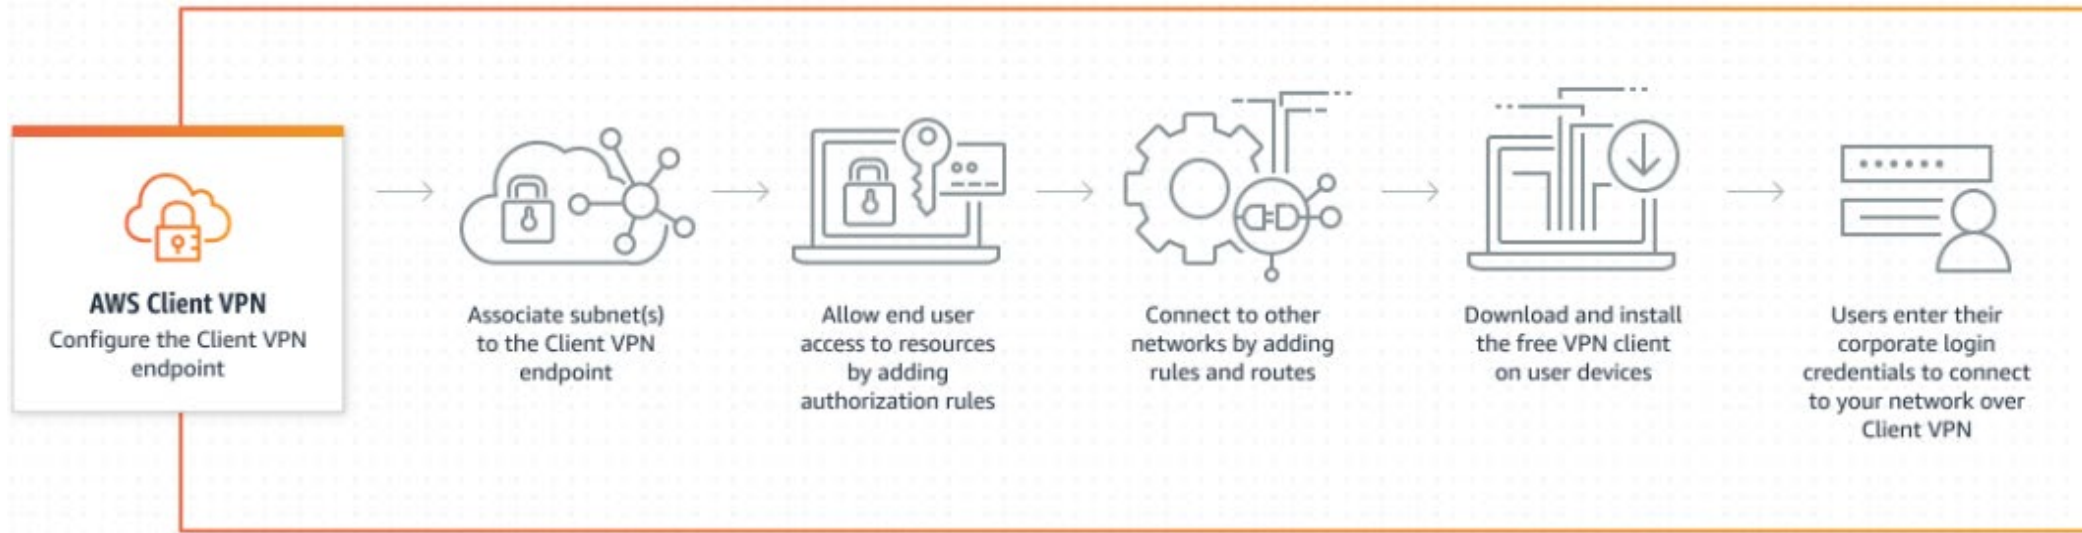 AWS Client VPN
Configure the Client VPN
endpoint
Associate subnet(s)
to the Client VPN
endpoint
Allow end user
access to resources
by adding
authorization rules
Connect to other
networks by adding
rules and routes
Download and install
the free VPN client
on user devices
Users enter their
corporate login
credentials to connect
to your network over
Client VPN